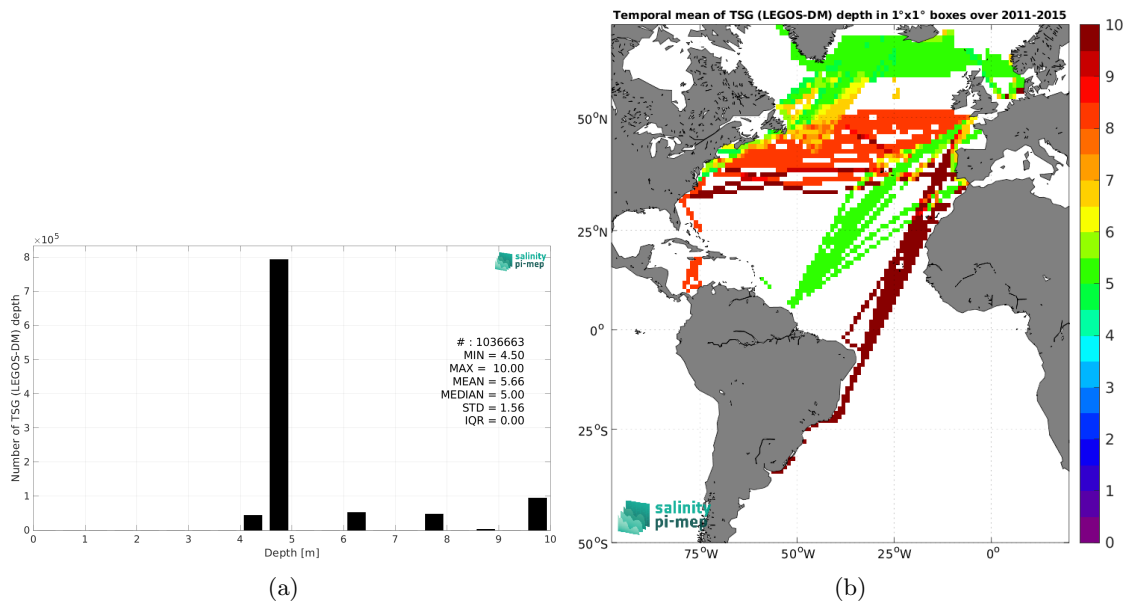 ×10⁵
8
7
6
5
4
3
2
1
0
Number of TSG (LEGOS-DM) depth
salinity
pi-mep
# : 1036663
MIN = 4.50
MAX = 10.00
MEAN = 5.66
MEDIAN = 5.00
STD = 1.56
IQR = 0.00
0 1 2 3 4 5 6 7 8 9 10
Depth [m]
(a)
Temporal mean of TSG (LEGOS-DM) depth in 1°x1° boxes over 2011-2015
50°N
25°N
0°
25°S
50°S
75°W 50°W 25°W 0°
salinity
pi-mep
10
9
8
7
6
5
4
3
2
1
0
(b)